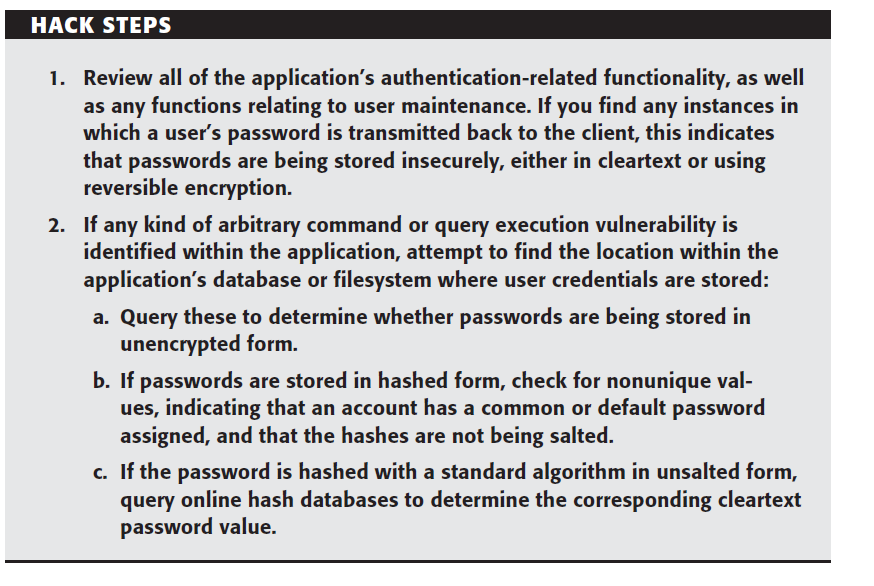 HACK STEPS
1. Review all of the application’s authentication-related functionality, as well
as any functions relating to user maintenance. If you find any instances in
which a user’s password is transmitted back to the client, this indicates
that passwords are being stored insecurely, either in cleartext or using
reversible encryption.
2. If any kind of arbitrary command or query execution vulnerability is
identified within the application, attempt to find the location within the
application’s database or filesystem where user credentials are stored:
a. Query these to determine whether passwords are being stored in
unencrypted form.
b. If passwords are stored in hashed form, check for nonunique val-
ues, indicating that an account has a common or default password
assigned, and that the hashes are not being salted.
c. If the password is hashed with a standard algorithm in unsalted form,
query online hash databases to determine the corresponding cleartext
password value.